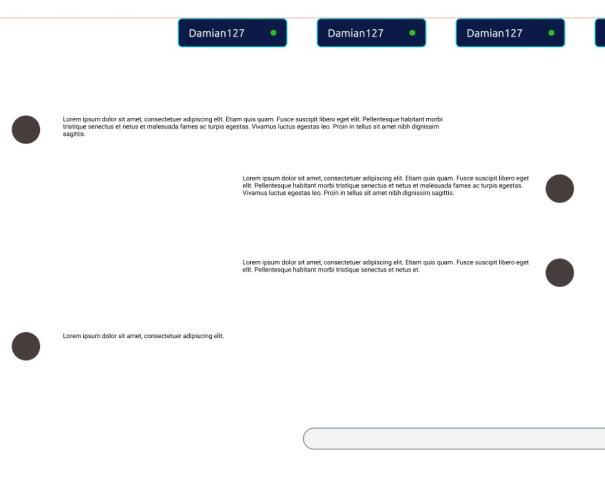 Damian127
Damian127
Damian127
Lorem ipsum dolor sit amet, consectetuer adipiscing elit. Etiam quis quam. Fusce suscipit libero eget elit. Pellentesque habitant morbi
tristique senectus et netus et malesuada fames ac turpis egestas. Vivamus luctus egestas leo. Proin in tellus sit amet nibh dignissim
sagittis.
Lorem ipsum dolor sit amet, consectetuer adipiscing elit. Etiam quis quam. Fusce suscipit libero eget
elit. Pellentesque habitant morbi tristique senectus et netus et malesuada fames ac turpis egestas.
Vivamus luctus egestas leo. Proin in tellus sit amet nibh dignissim sagittis.
Lorem ipsum dolor sit amet, consectetuer adipiscing elit. Etiam quis quam. Fusce suscipit libero eget
elit. Pellentesque habitant morbi tristique senectus et netus et.
Lorem ipsum dolor sit amet, consectetuer adipiscing elit.